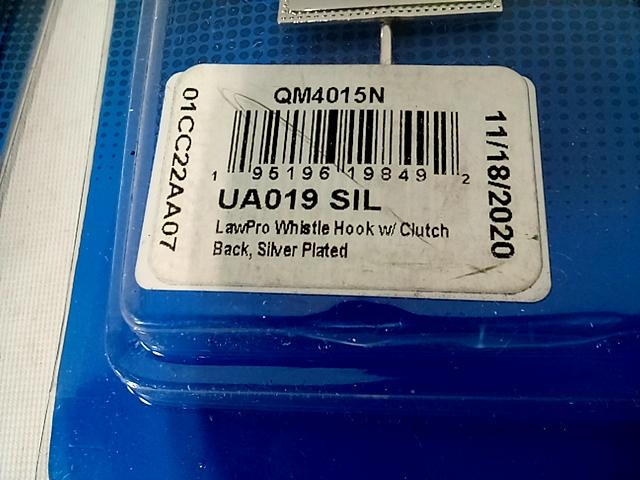 QM4015N
01CC22AA07
1 95196 19849 2
11/18/2020
UA019 SIL
LawPro Whistle Hook w/ Clutch
Back, Silver Plated